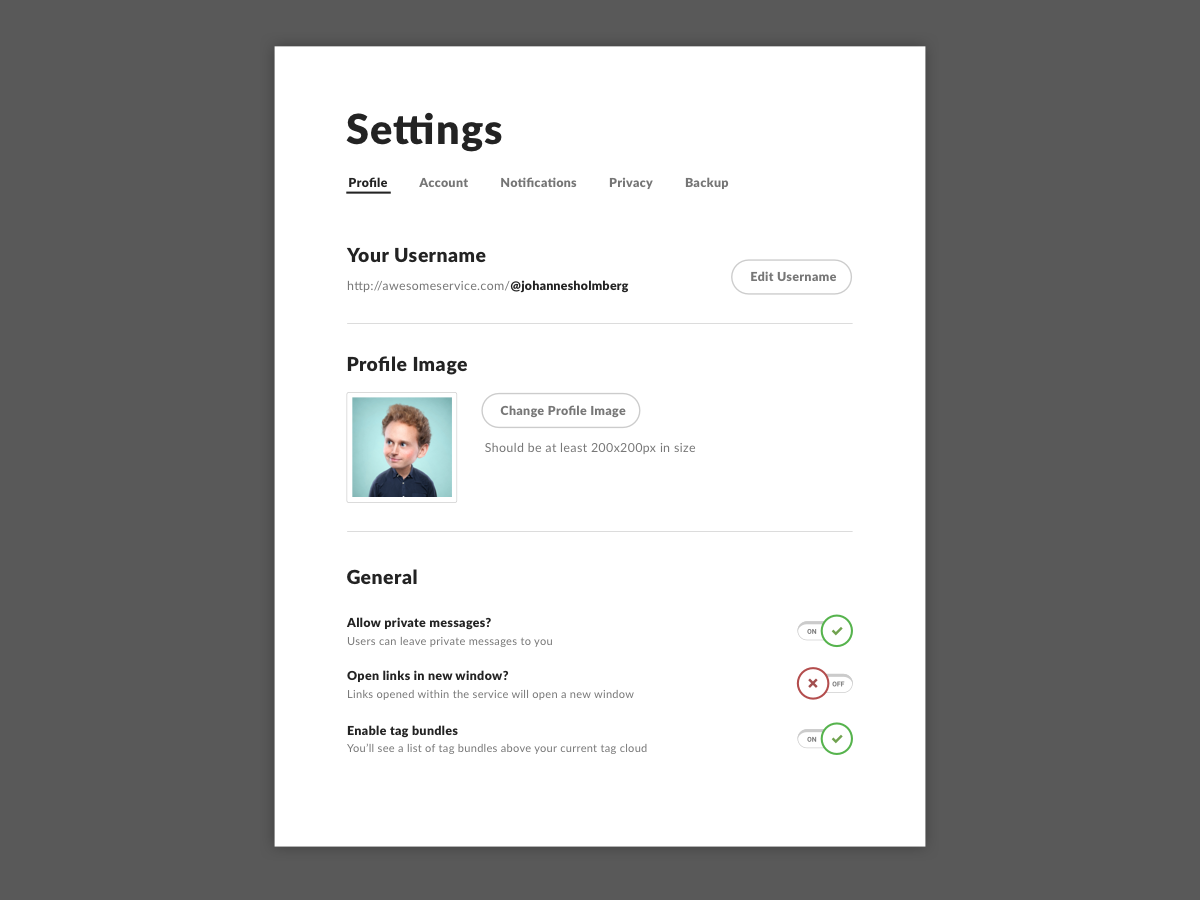 Settings
Profile Account Notifications Privacy Backup
Your Username
http://awesomeservice.com/@johannesholmberg
Edit Username
Profile Image
Change Profile Image
Should be at least 200x200px in size
General
Allow private messages?
Users can leave private messages to you
ON
Open links in new window?
Links opened within the service will open a new window
OFF
Enable tag bundles
You'll see a list of tag bundles above your current tag cloud
ON